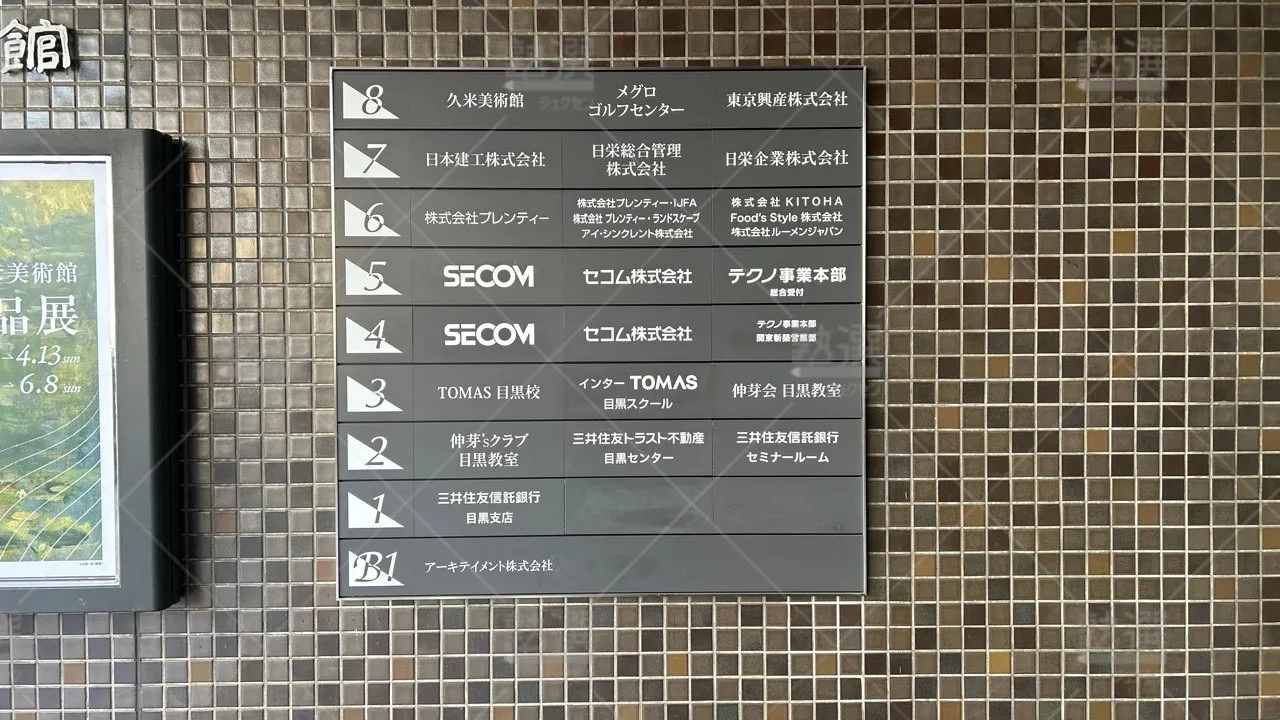 館
美術館
品展
4.13 sun
6.8 sun
8
久米美術館
メグロ
ゴルフセンター
東京興産株式会社
7
日本建工株式会社
日栄総合管理
株式会社
日栄企業株式会社
6
株式会社プレンティー
株式会社プレンティー・IJFA
株式会社 プレンティー・ランドスケープ
アイ・シンクレント株式会社
株式会社 KITOHA
Food's Style 株式会社
株式会社ルーメンジャパン
5
SECOM
セコム株式会社
テクノ事業本部
総合受付
4
SECOM
セコム株式会社
テクノ事業本部
関東新築営業部
3
TOMAS 目黒校
インター TOMAS
目黒スクール
伸芽会 目黒教室
2
伸芽'sクラブ
目黒教室
三井住友トラスト不動産
目黒センター
三井住友信託銀行
セミナールーム
1
三井住友信託銀行
目黒支店
B1
アーキテイメント株式会社
塾選